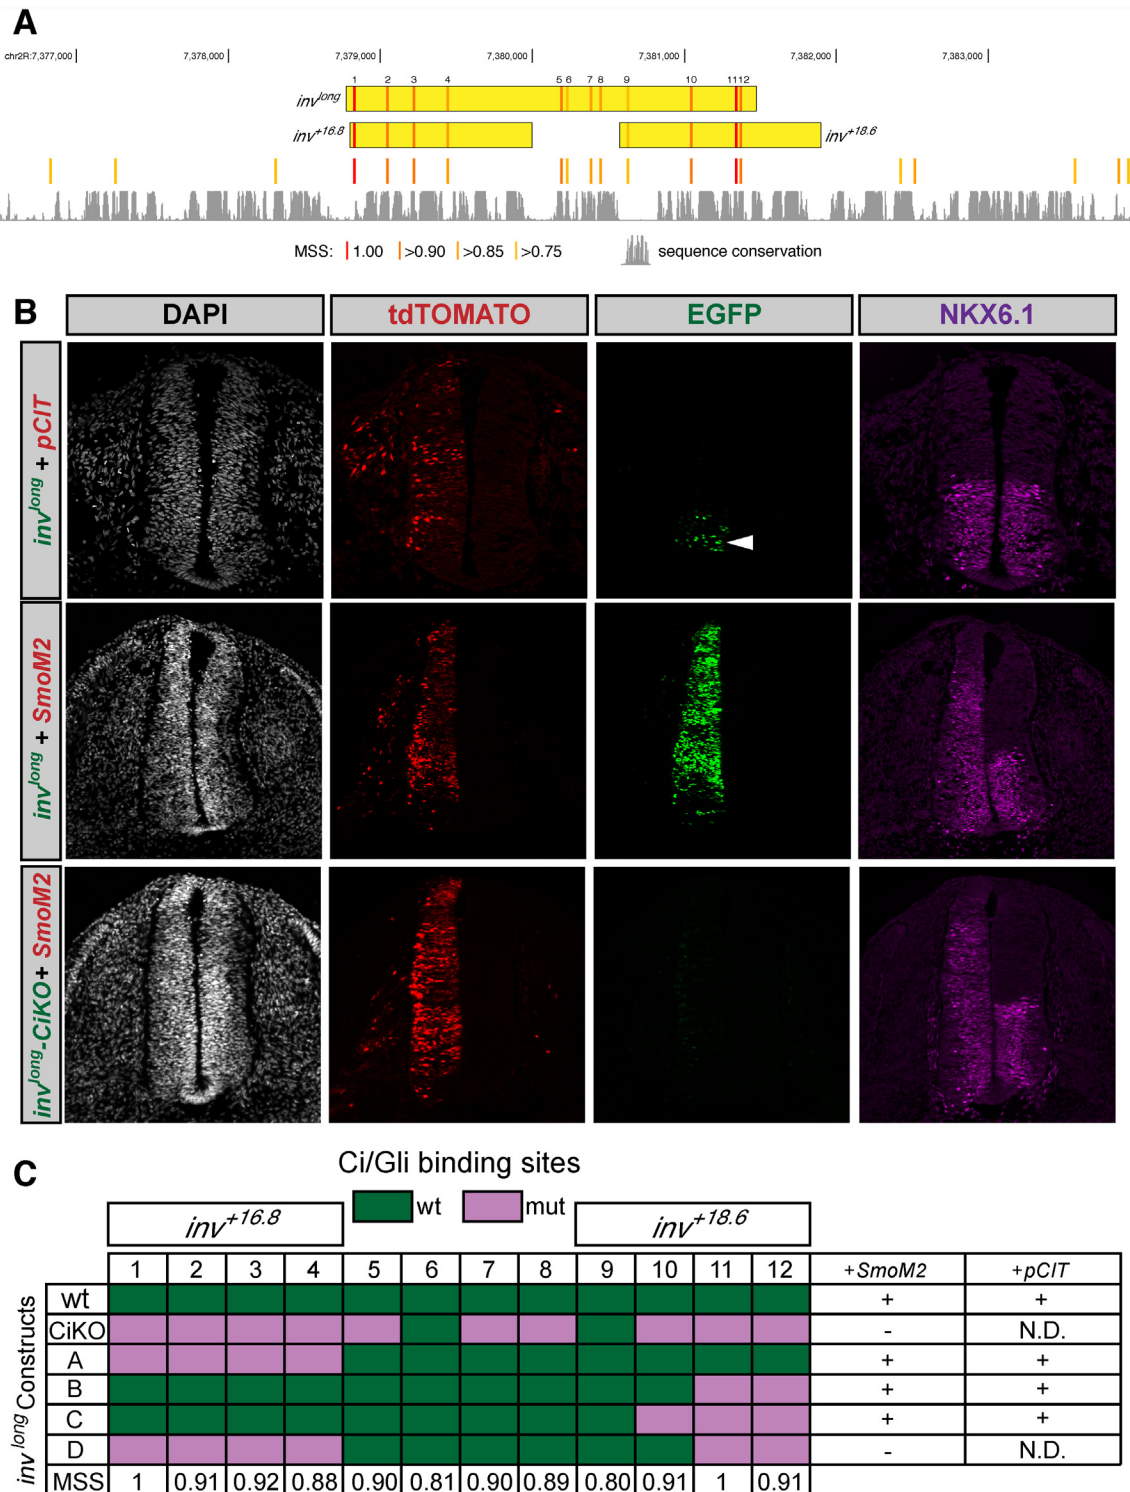 A
chr2R:7,377,000 7,378,000 7,379,000 7,380,000 7,381,000 7,382,000 7,383,000
1 2 3 4 5 6 7 8 9 10 11 12
inv long
inv +16.8 inv +18.6
MSS: 1.00 >0.90 >0.85 >0.75 sequence conservation
B
DAPI tdTOMATO EGFP NKX6.1
inv long + pCIT
inv long + SmoM2
inv long-CiKO+ SmoM2
C
Ci/Gli binding sites
wt mut
inv +16.8 inv +18.6
1 2 3 4 5 6 7 8 9 10 11 12 +SmoM2 +pCIT
inv long Constructs
wt + +
CiKO - N.D.
A + +
B + +
C + +
D - N.D.
MSS 1 0.91 0.92 0.88 0.90 0.81 0.90 0.89 0.80 0.91 1 0.91